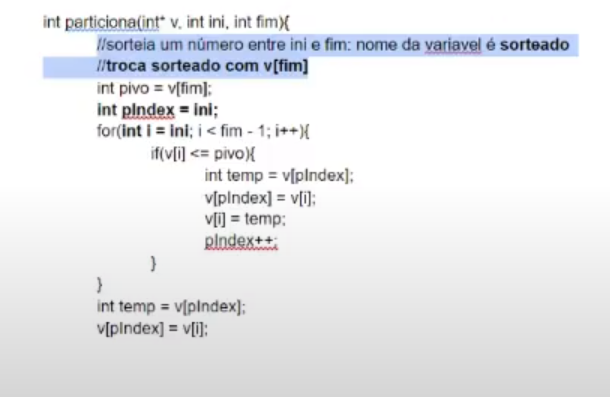 int particiona(int* v, int ini, int fim){
//sorteia um número entre ini e fim: nome da variavel é sorteado
//troca sorteado com v[fim]
int pivo = v[fim];
int pIndex = ini;
for(int i = ini; i < fim - 1; i++){
if(v[i] <= pivo){
int temp = v[pIndex];
v[pIndex] = v[i];
v[i] = temp;
pIndex++;
}
}
int temp = v[pIndex];
v[pIndex] = v[i];